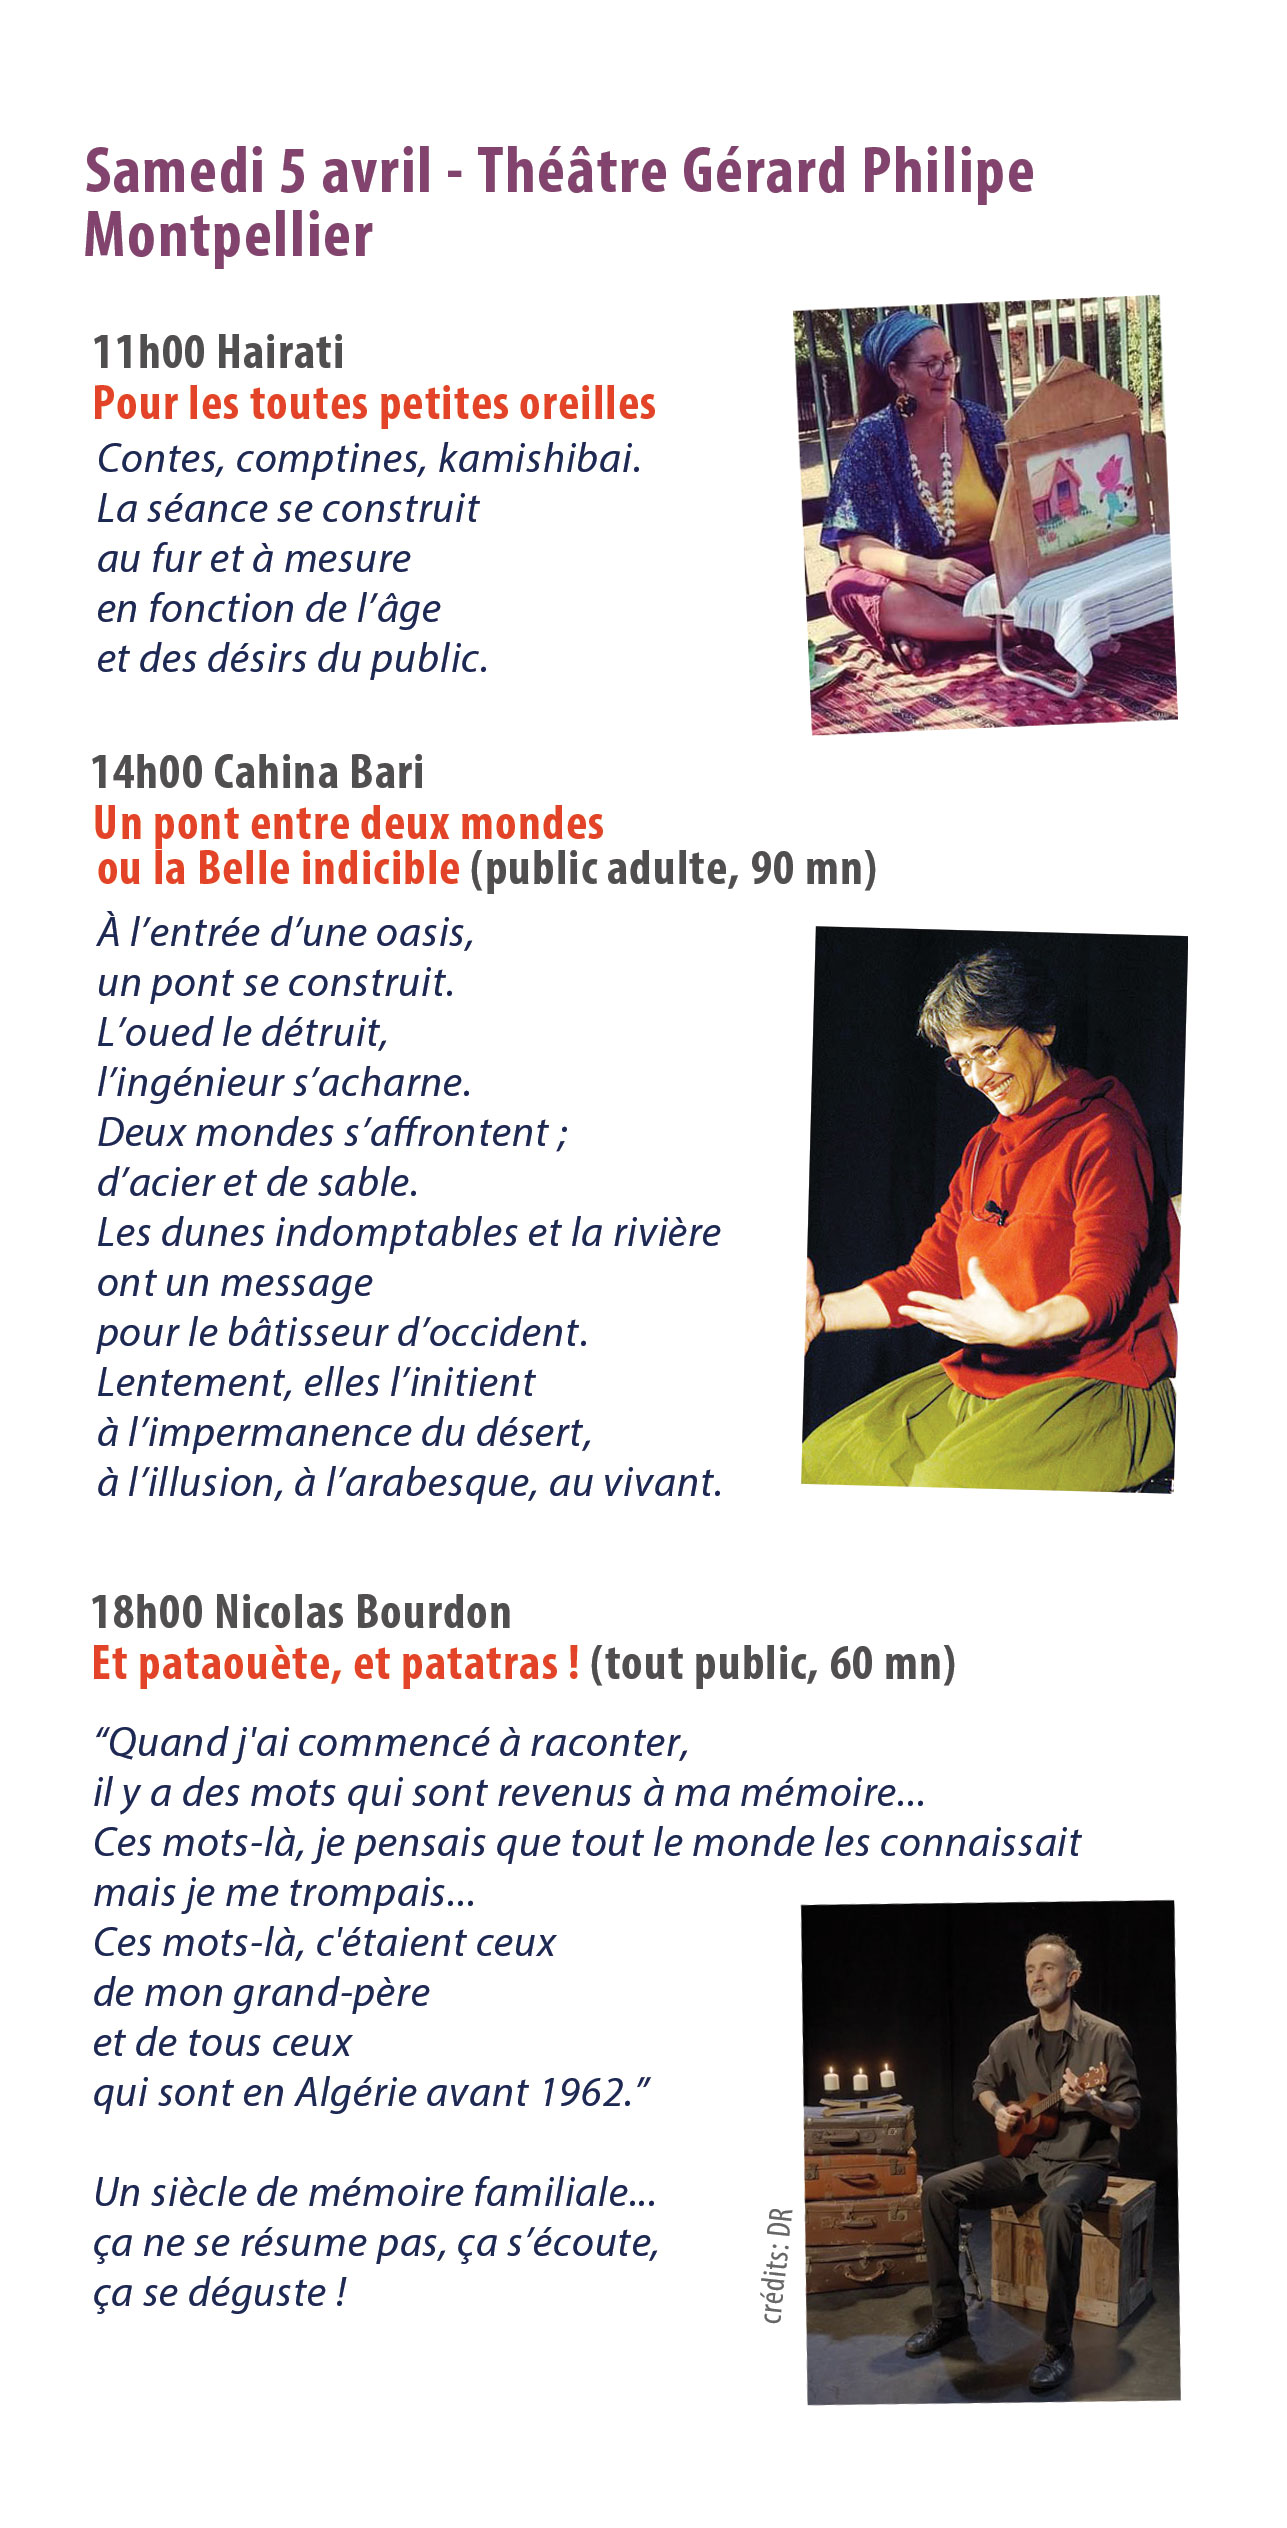 Samedi 5 avril - Théâtre Gérard Philipe
Montpellier
11h00 Hairati
Pour les toutes petites oreilles
Contes, comptines, kamishibai.
La séance se construit
au fur et à mesure
en fonction de l’âge
et des désirs du public.
14h00 Cahina Bari
Un pont entre deux mondes
ou la Belle indicible (public adulte, 90 mn)
À l’entrée d’une oasis,
un pont se construit.
L’oued le détruit,
l’ingénieur s’acharne.
Deux mondes s’affrontent ;
d’acier et de sable.
Les dunes indomptables et la rivière
ont un message
pour le bâtisseur d’occident.
Lentement, elles l’initient
à l’impermanence du désert,
à l’illusion, à l’arabesque, au vivant.
18h00 Nicolas Bourdon
Et pataouète, et patatras ! (tout public, 60 mn)
“Quand j'ai commencé à raconter,
il y a des mots qui sont revenus à ma mémoire...
Ces mots-là, je pensais que tout le monde les connaissait
mais je me trompais...
Ces mots-là, c'étaient ceux
de mon grand-père
et de tous ceux
qui sont en Algérie avant 1962.”
Un siècle de mémoire familiale...
ça ne se résume pas, ça s’écoute,
ça se déguste !
crédits: DR